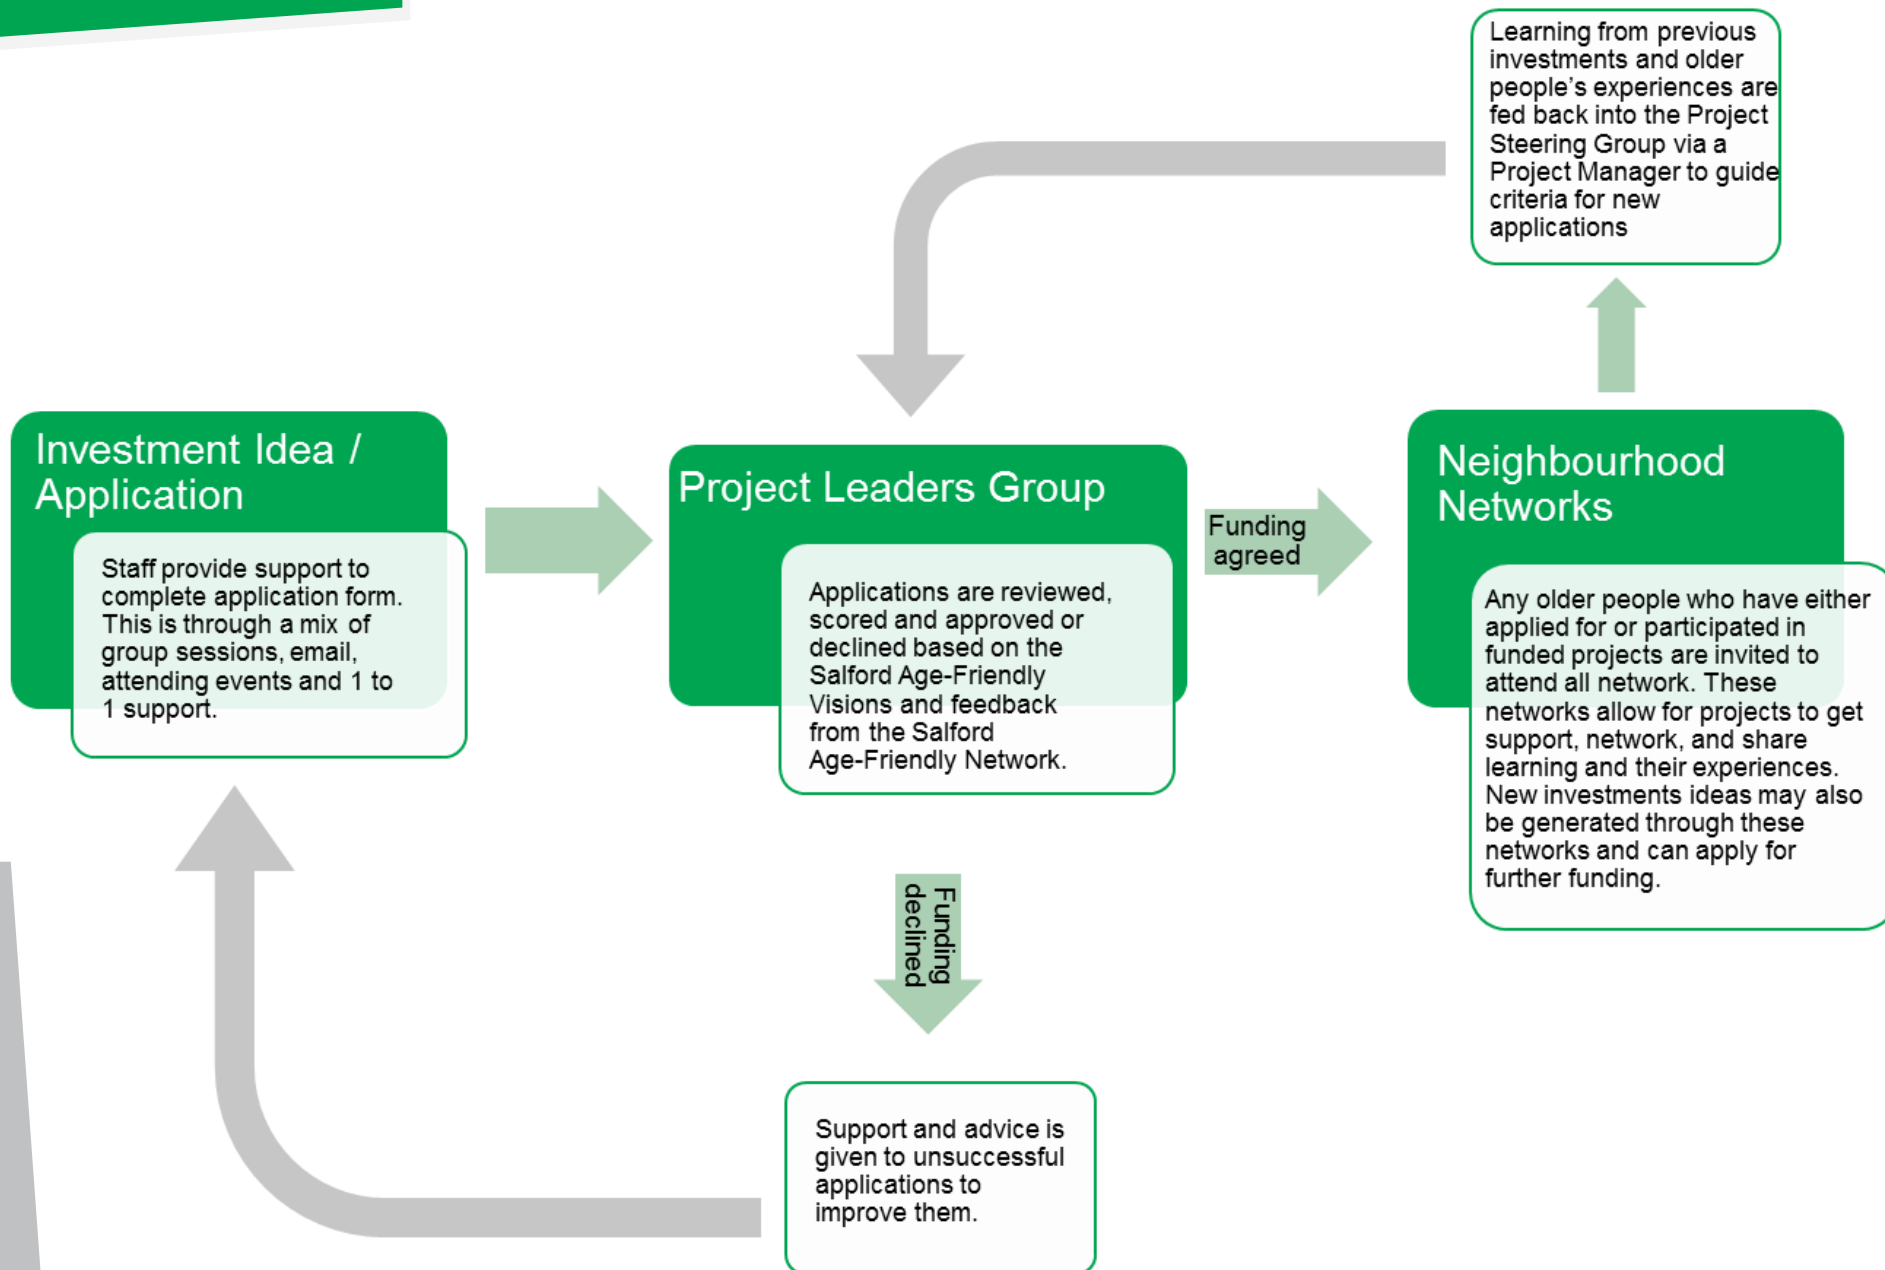 Learning from previous
investments and older
people’s experiences are
fed back into the Project
Steering Group via a
Project Manager to guide
criteria for new
applications
Investment Idea /
Application
Staff provide support to
complete application form.
This is through a mix of
group sessions, email,
attending events and 1 to
1 support.
Project Leaders Group
Applications are reviewed,
scored and approved or
declined based on the
Salford Age-Friendly
Visions and feedback
from the Salford
Age-Friendly Network.
Funding
agreed
Neighbourhood
Networks
Any older people who have either
applied for or participated in
funded projects are invited to
attend all network. These
networks allow for projects to get
support, network, and share
learning and their experiences.
New investments ideas may also
be generated through these
networks and can apply for
further funding.
Funding
declined
Support and advice is
given to unsuccessful
applications to
improve them.